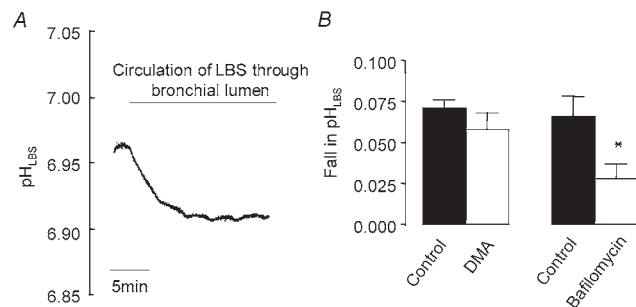 A
7.05
7.00
6.95
6.90
6.85
pHLBS
Circulation of LBS through
bronchial lumen
5min
B
0.100
0.075
0.050
0.025
0.000
Fall in pHLBS
*
Control
DMA
Control
Bafilomycin